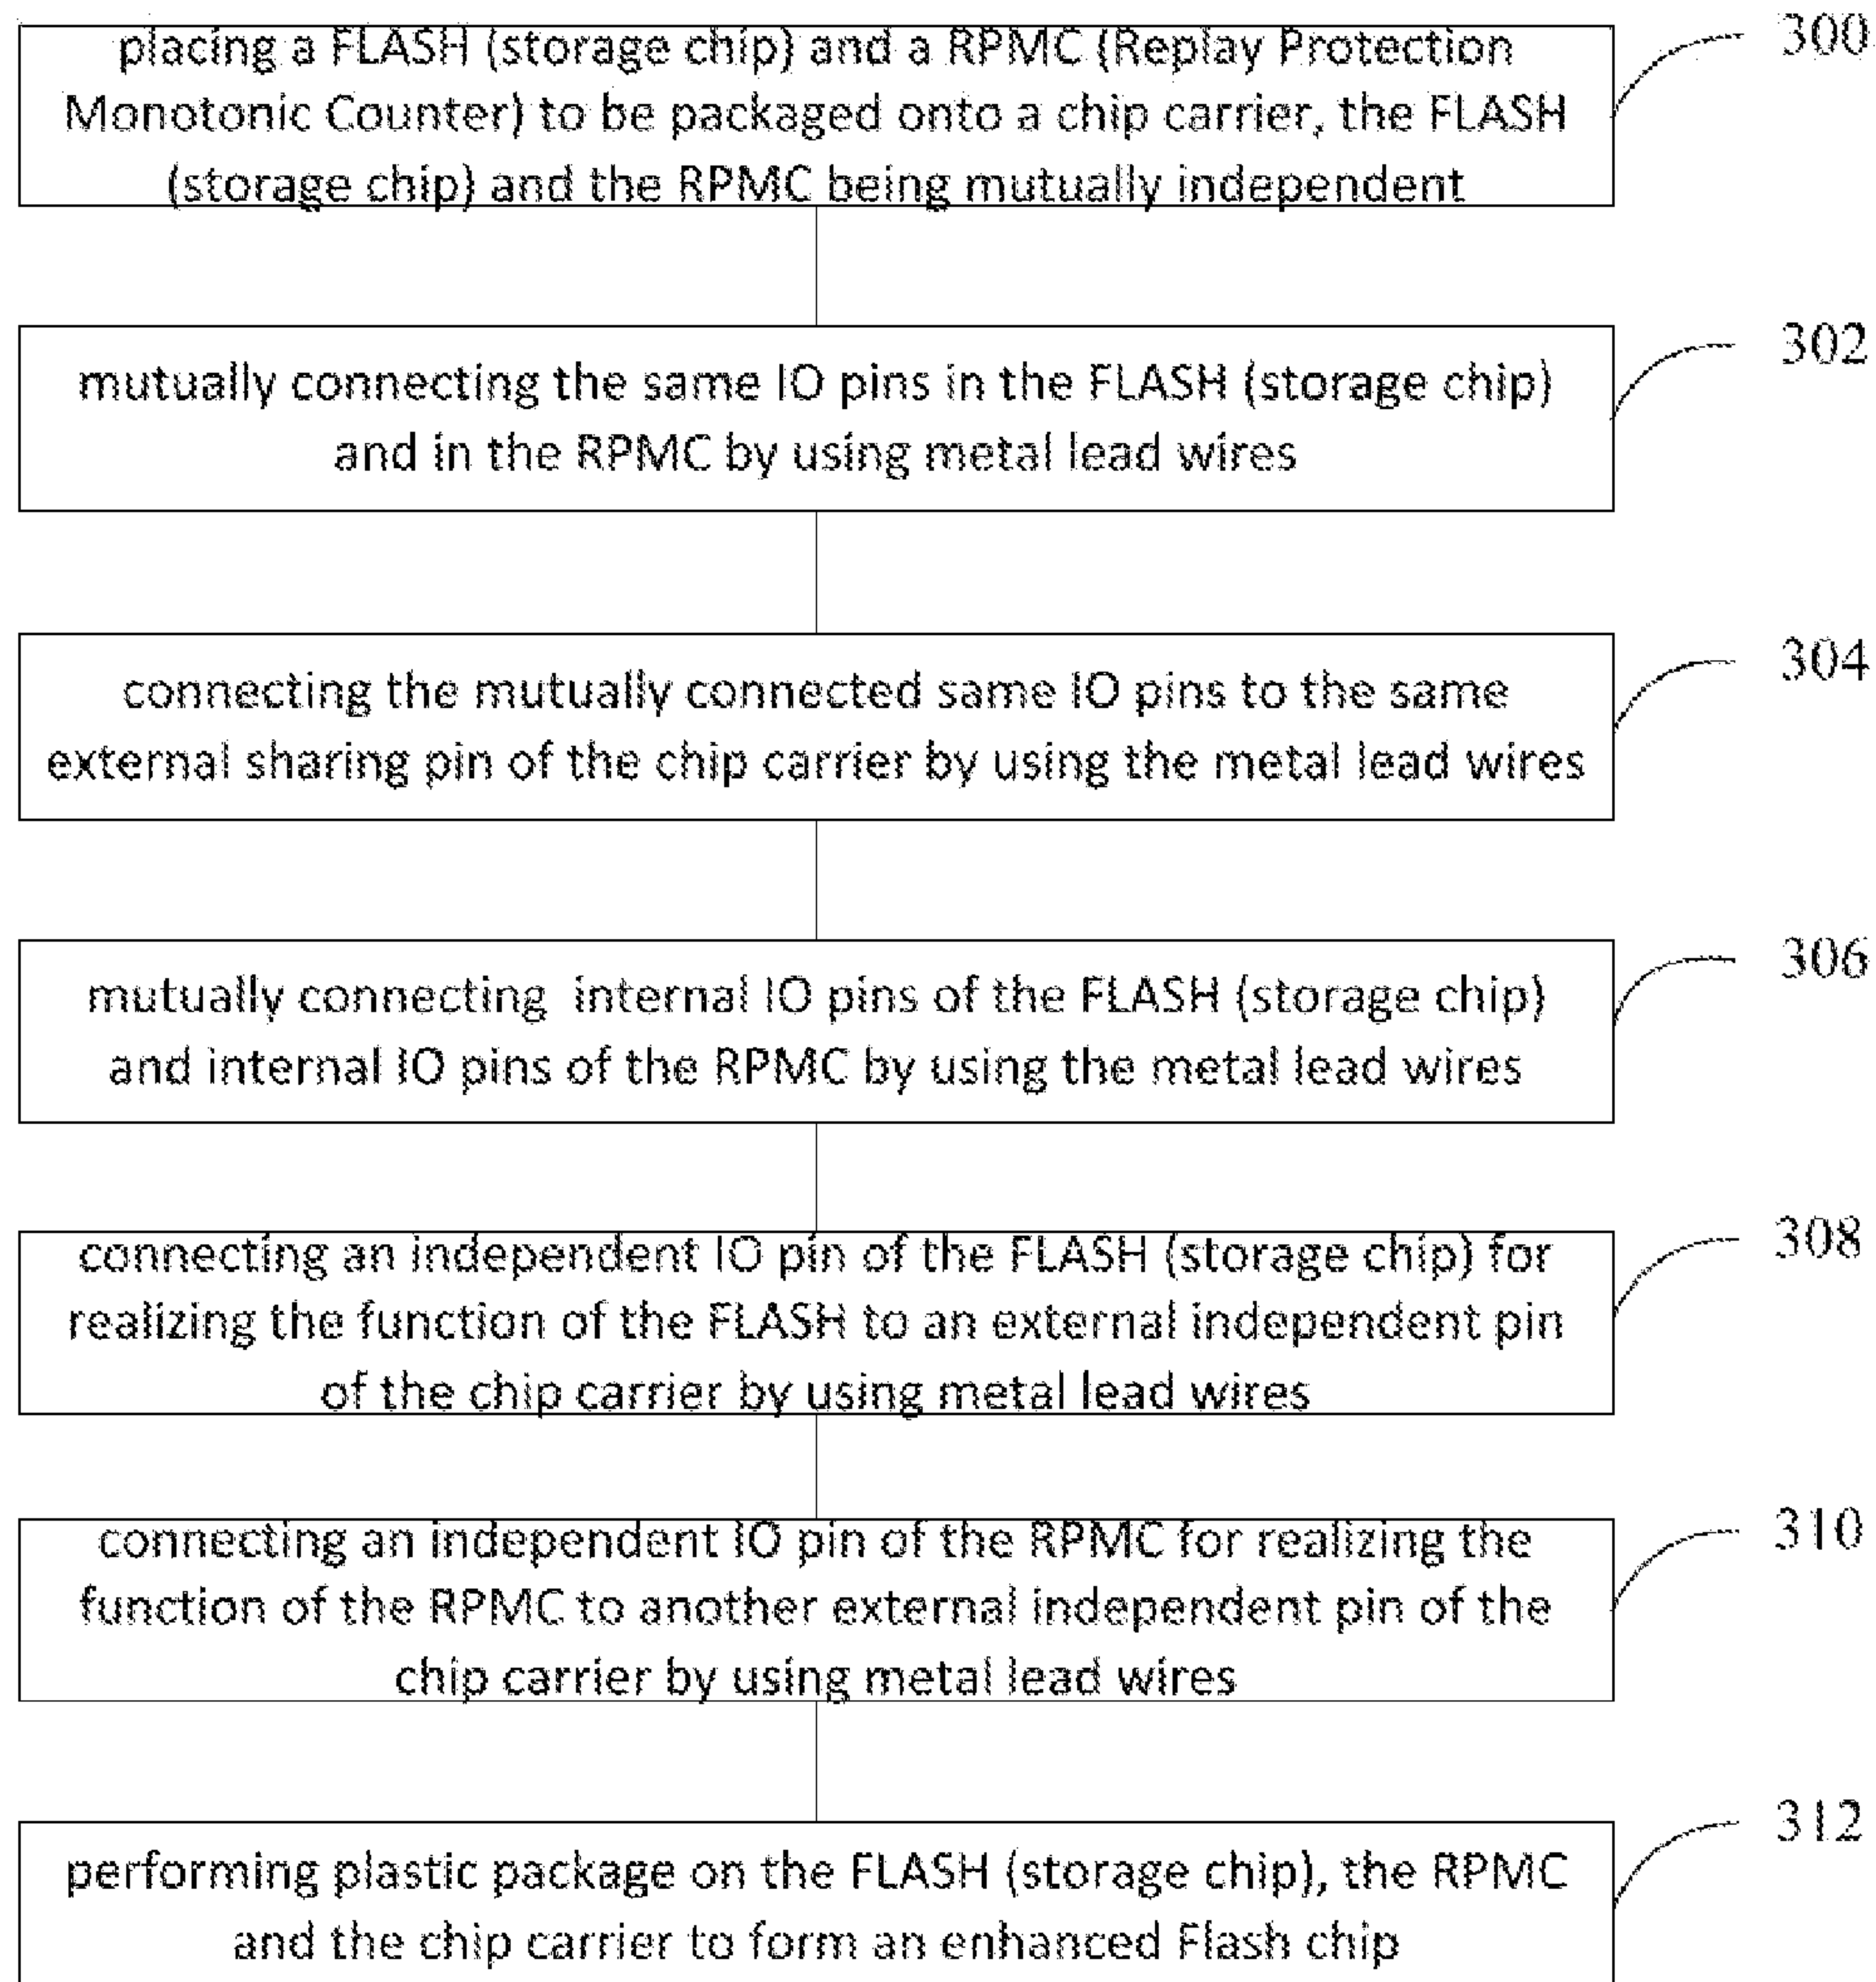 placing a FLASH (storage chip) and a RPMC (Replay Protection
Monotonic Counter) to be packaged onto a chip carrier, the FLASH
(storage chip) and the RPMC being mutually independent
300
mutually connecting the same IO pins in the FLASH (storage chip)
and in the RPMC by using metal lead wires
302
connecting the mutually connected same IO pins to the same
external sharing pin of the chip carrier by using the metal lead wires
304
mutually connecting internal IO pins of the FLASH (storage chip)
and internal IO pins of the RPMC by using the metal lead wires
306
connecting an independent IO pin of the FLASH (storage chip) for
realizing the function of the FLASH to an external independent pin
of the chip carrier by using metal lead wires
308
connecting an independent IO pin of the RPMC for realizing the
function of the RPMC to another external independent pin of the
chip carrier by using metal lead wires
310
performing plastic package on the FLASH (storage chip), the RPMC
and the chip carrier to form an enhanced Flash chip
312